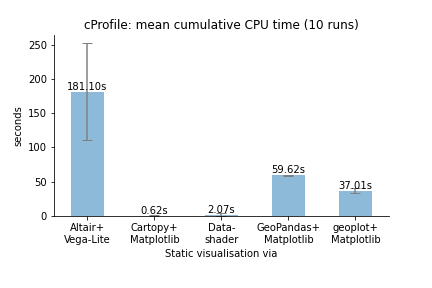 cProfile: mean cumulative CPU time (10 runs)
250
200
150
100
50
0
seconds
181.10s
0.62s
2.07s
59.62s
37.01s
Altair+
Vega-Lite
Cartopy+
Matplotlib
Data-
shader
GeoPandas+
Matplotlib
geoplot+
Matplotlib
Static visualisation via